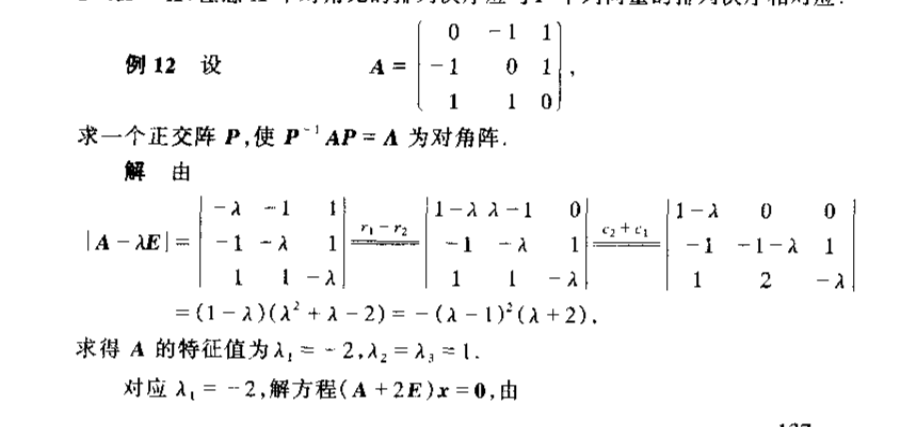 例 12 设 A = ( 0 -1 1 ; -1 0 1 ; 1 1 0 ),
求一个正交阵 P,使 P⁻¹AP = Λ 为对角阵.
解 由
|A - λE| = | -λ -1 1 ; -1 -λ 1 ; 1 1 -λ | =(r₁ - r₂)= | 1-λ λ-1 0 ; -1 -λ 1 ; 1 1 -λ | =(c₂ + c₁)= | 1-λ 0 0 ; -1 -1-λ 1 ; 1 2 -λ |
= (1 - λ)(λ² + λ - 2) = - (λ - 1)²(λ + 2),
求得 A 的特征值为 λ₁ = - 2, λ₂ = λ₃ = 1.
对应 λ₁ = - 2,解方程(A + 2E)x = 0,由